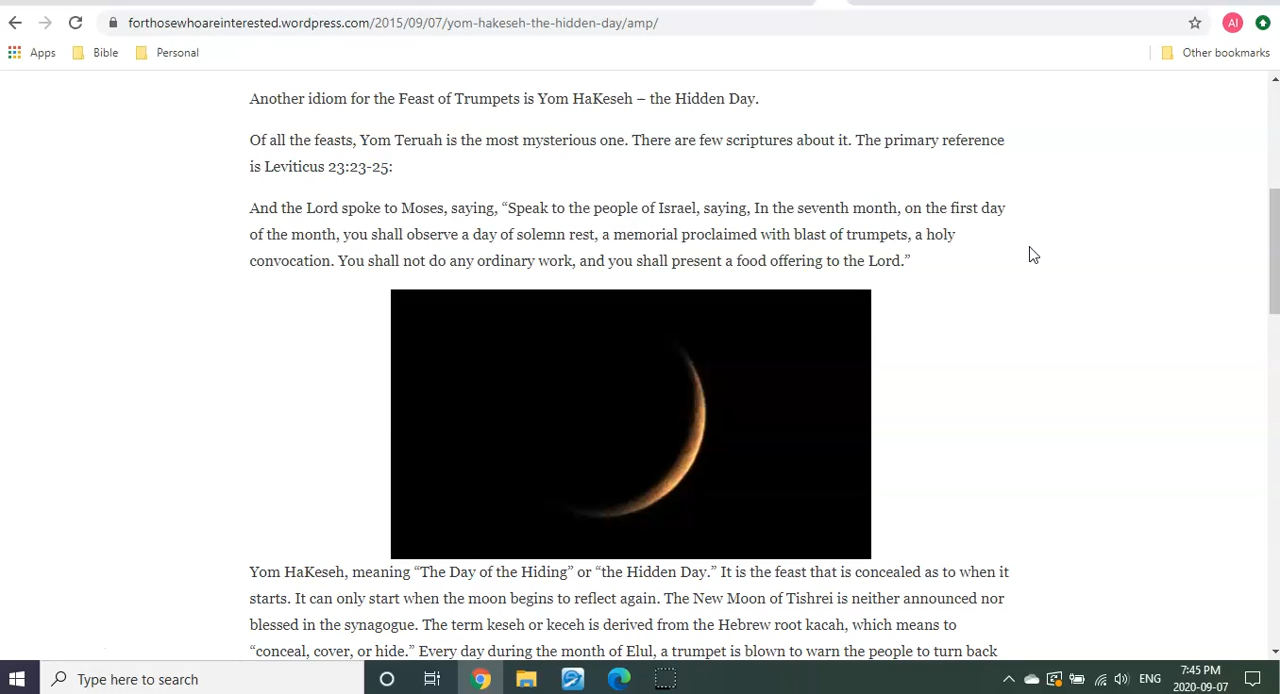 forthosewhoareinterested.wordpress.com/2015/09/07/yom-hakeseh-the-hidden-day/amp/
AI
Apps
Bible
Personal
Other bookmarks
Another idiom for the Feast of Trumpets is Yom HaKeseh – the Hidden Day.
Of all the feasts, Yom Teruah is the most mysterious one. There are few scriptures about it. The primary reference
is Leviticus 23:23-25:
And the Lord spoke to Moses, saying, “Speak to the people of Israel, saying, In the seventh month, on the first day
of the month, you shall observe a day of solemn rest, a memorial proclaimed with blast of trumpets, a holy
convocation. You shall not do any ordinary work, and you shall present a food offering to the Lord.”
Yom HaKeseh, meaning “The Day of the Hiding” or “the Hidden Day.” It is the feast that is concealed as to when it
starts. It can only start when the moon begins to reflect again. The New Moon of Tishrei is neither announced nor
blessed in the synagogue. The term keseh or keceh is derived from the Hebrew root kacah, which means to
“conceal, cover, or hide.” Every day during the month of Elul, a trumpet is blown to warn the people to turn back
Type here to search
ENG
7:45 PM
2020-09-07